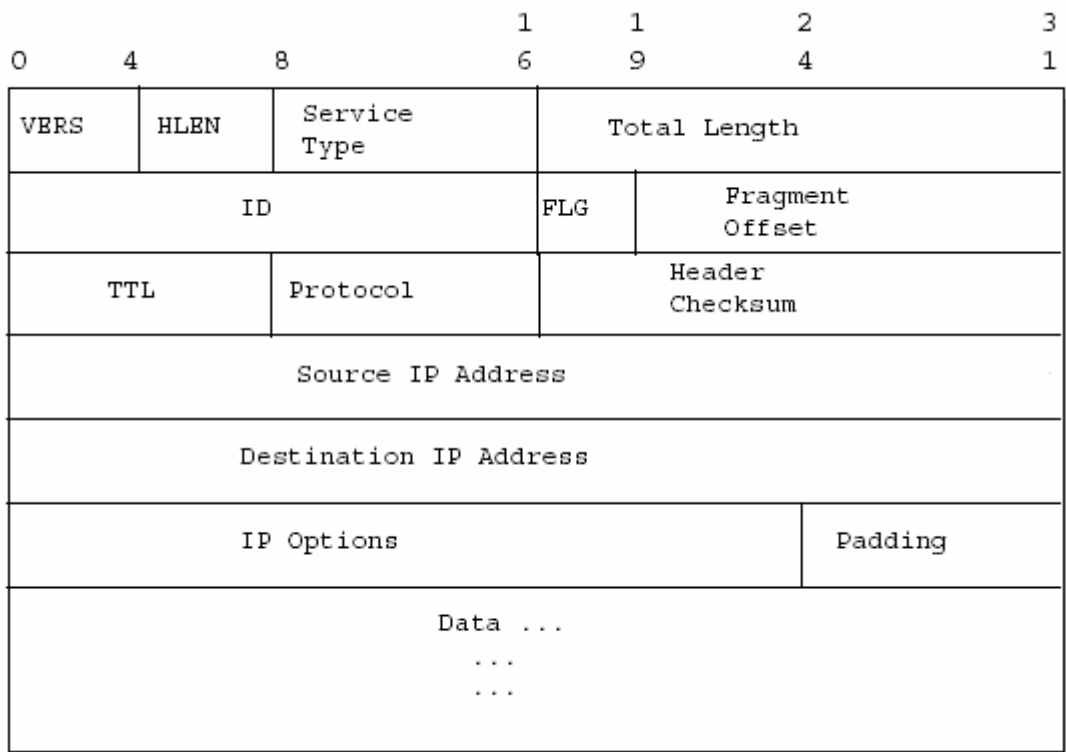 1 1 2 3
0 4 8 6 9 4 1
VERS HLEN Service Type Total Length
ID FLG Fragment Offset
TTL Protocol Header Checksum
Source IP Address
Destination IP Address
IP Options Padding
Data ...
...
...